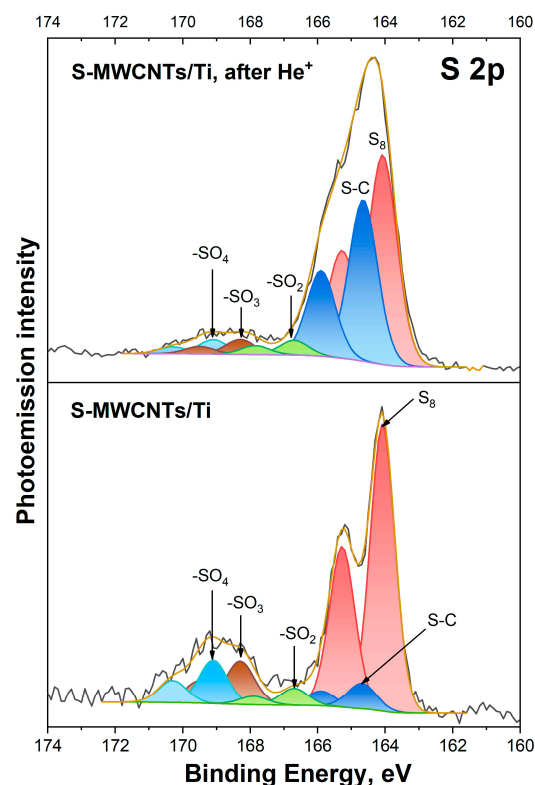 174 172 170 168 166 164 162 160
S-MWCNTs/Ti, after He⁺
S 2p
S₈
S-C
-SO₄
-SO₃
-SO₂
S-MWCNTs/Ti
S₈
-SO₄
-SO₃
-SO₂
S-C
174 172 170 168 166 164 162 160
Binding Energy, eV
Photoemission intensity